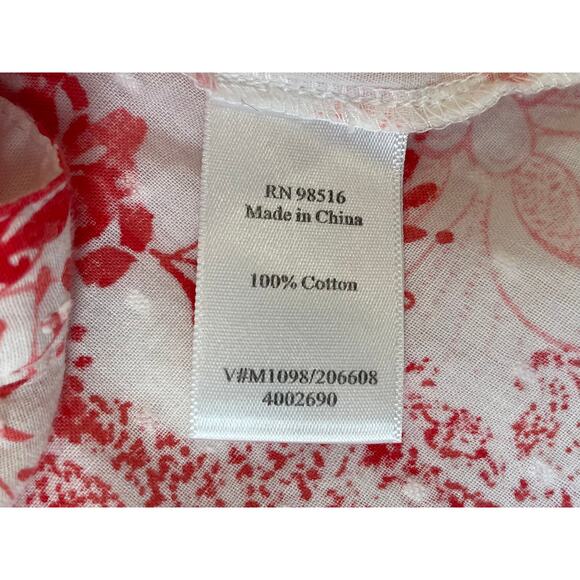 RN 98516
Made in China
100% Cotton
V#M1098/206608
4002690